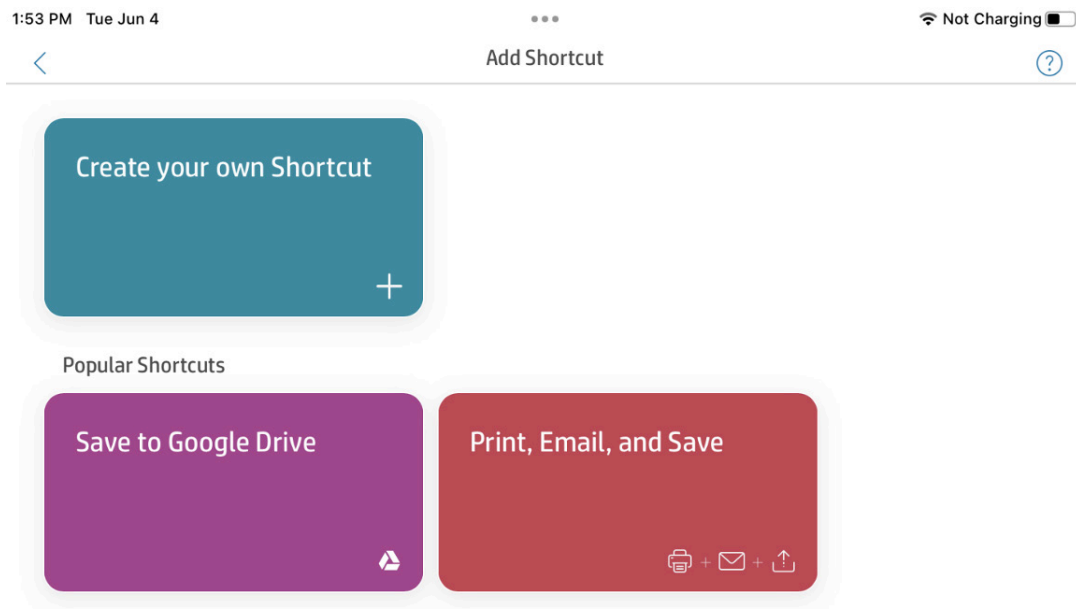 1:53 PM Tue Jun 4
Not Charging
Add Shortcut
?
Create your own Shortcut
Popular Shortcuts
Save to Google Drive
Print, Email, and Save